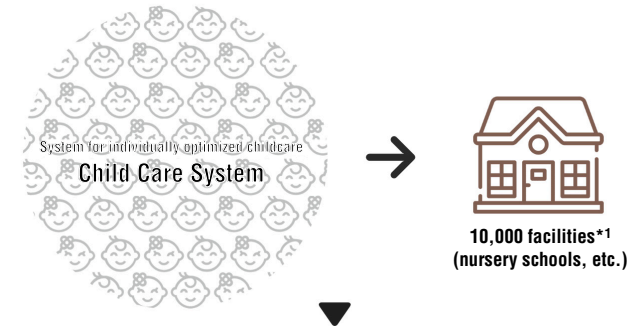 System for individually optimized childcare
Child Care System
10,000 facilities*1
(nursery schools, etc.)